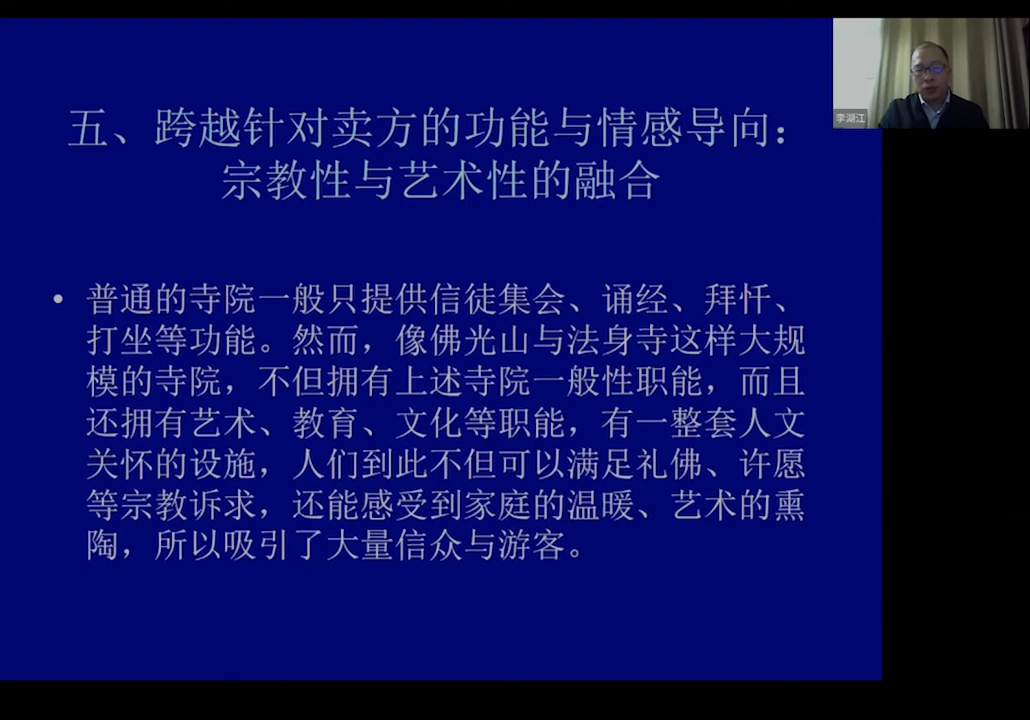 五、跨越针对卖方的功能与情感导向：
宗教性与艺术性的融合
• 普通的寺院一般只提供信徒集会、诵经、拜忏、
打坐等功能。然而，像佛光山与法身寺这样大规
模的寺院，不但拥有上述寺院一般性职能，而且
还拥有艺术、教育、文化等职能，有一整套人文
关怀的设施，人们到此不但可以满足礼佛、许愿
等宗教诉求，还能感受到家庭的温暖、艺术的熏
陶，所以吸引了大量信众与游客。
李湖江